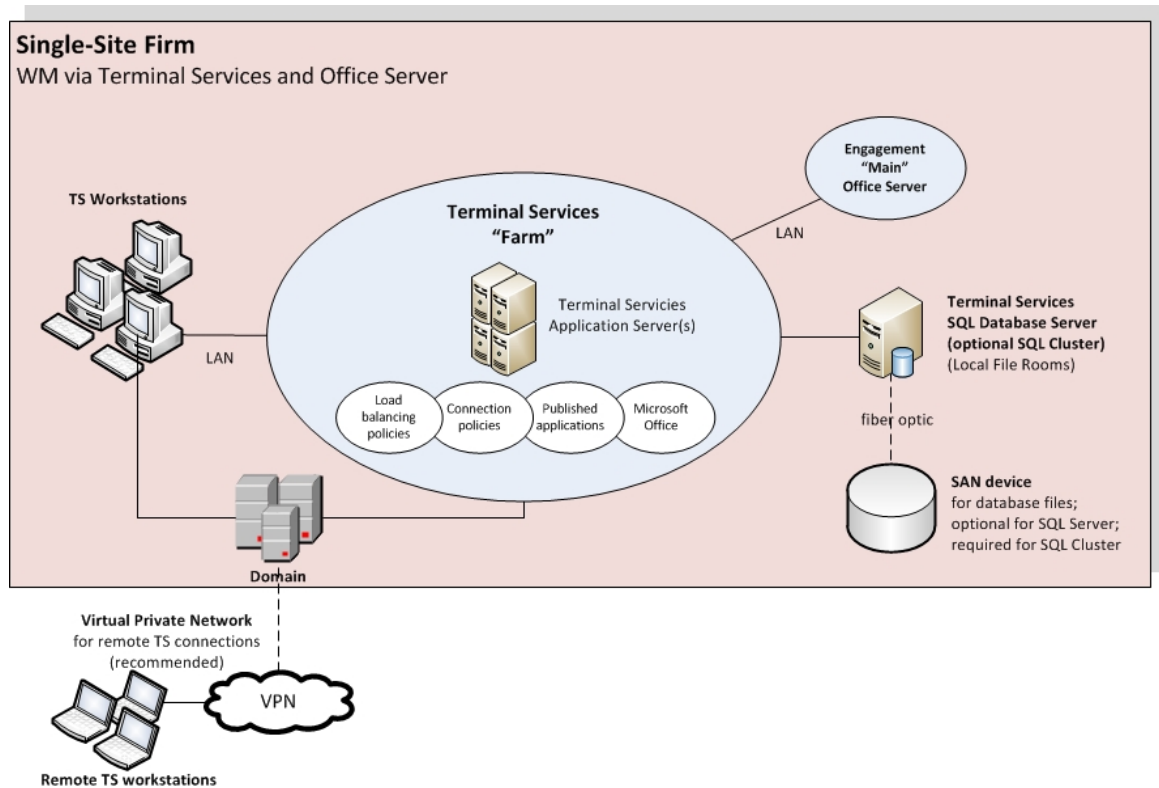 Single-Site Firm
WM via Terminal Services and Office Server
Engagement
“Main”
Office Server
LAN
TS Workstations
LAN
Terminal Services
“Farm”
Terminal Servicies
Application Server(s)
Load
balancing
policies
Connection
policies
Published
applications
Microsoft
Office
Terminal Services
SQL Database Server
(optional SQL Cluster)
(Local File Rooms)
fiber optic
SAN device
for database files;
optional for SQL Server;
required for SQL Cluster
Domain
Virtual Private Network
for remote TS connections
(recommended)
VPN
Remote TS workstations